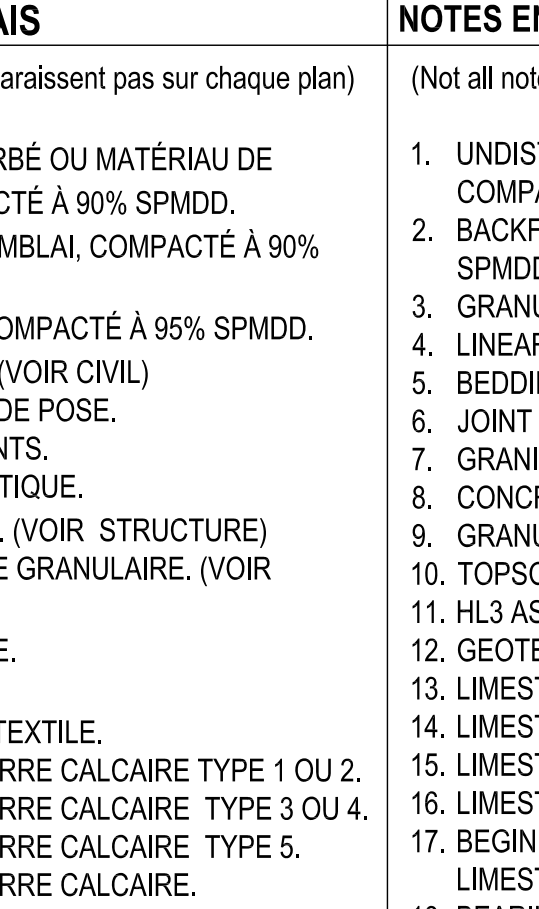 AIS
araissent pas sur chaque plan)
RBÉ OU MATÉRIAU DE
CTÉ À 90% SPMDD.
MBLAI, COMPACTÉ À 90%
OMPACTÉ À 95% SPMDD.
(VOIR CIVIL)
DE POSE.
NTS.
TIQUE.
. (VOIR STRUCTURE)
E GRANULAIRE. (VOIR
E.
TEXTILE.
RRE CALCAIRE TYPE 1 OU 2.
RRE CALCAIRE TYPE 3 OU 4.
RRE CALCAIRE TYPE 5.
RRE CALCAIRE.
NOTES EN
(Not all note
1. UNDIST
COMPA
2. BACKF
SPMDD
3. GRANU
4. LINEAR
5. BEDDIN
6. JOINT
7. GRANI
8. CONCR
9. GRANU
10. TOPSO
11. HL3 AS
12. GEOTE
13. LIMEST
14. LIMEST
15. LIMEST
16. LIMEST
17. BEGIN
LIMEST